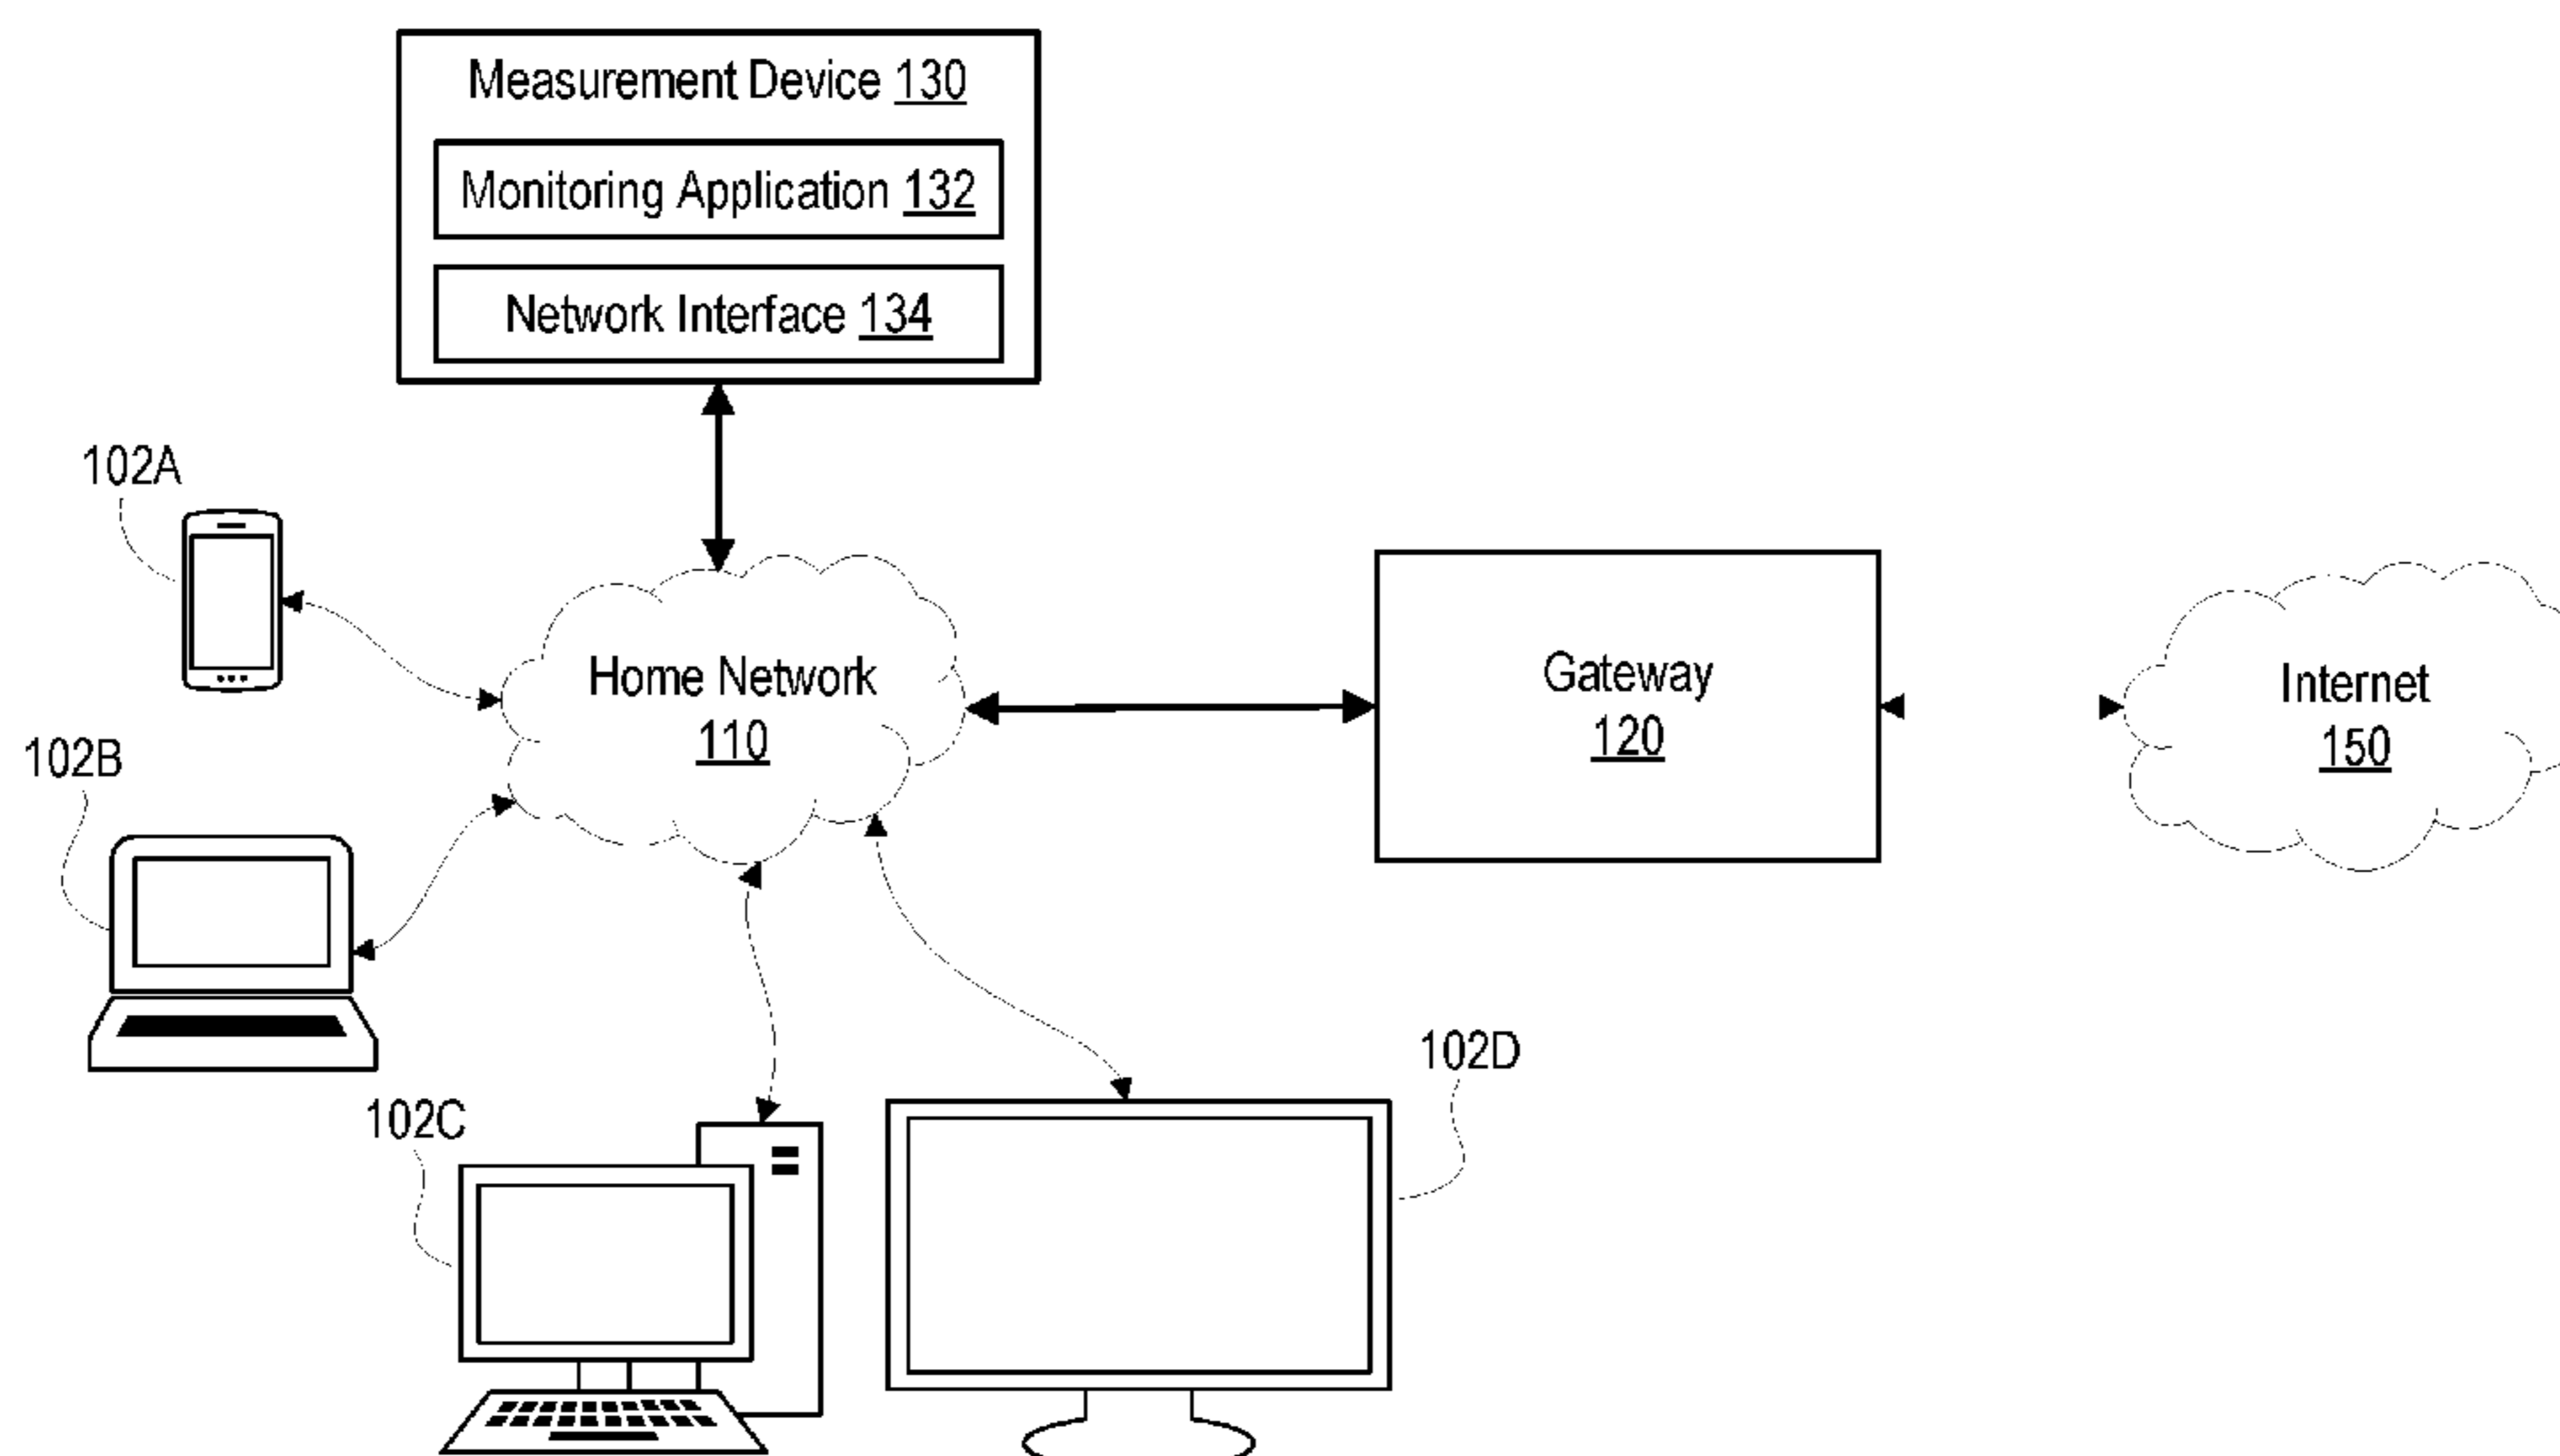 Measurement Device 130
Monitoring Application 132
Network Interface 134
102A
Home Network
110
Gateway
120
Internet
150
102B
102C
102D